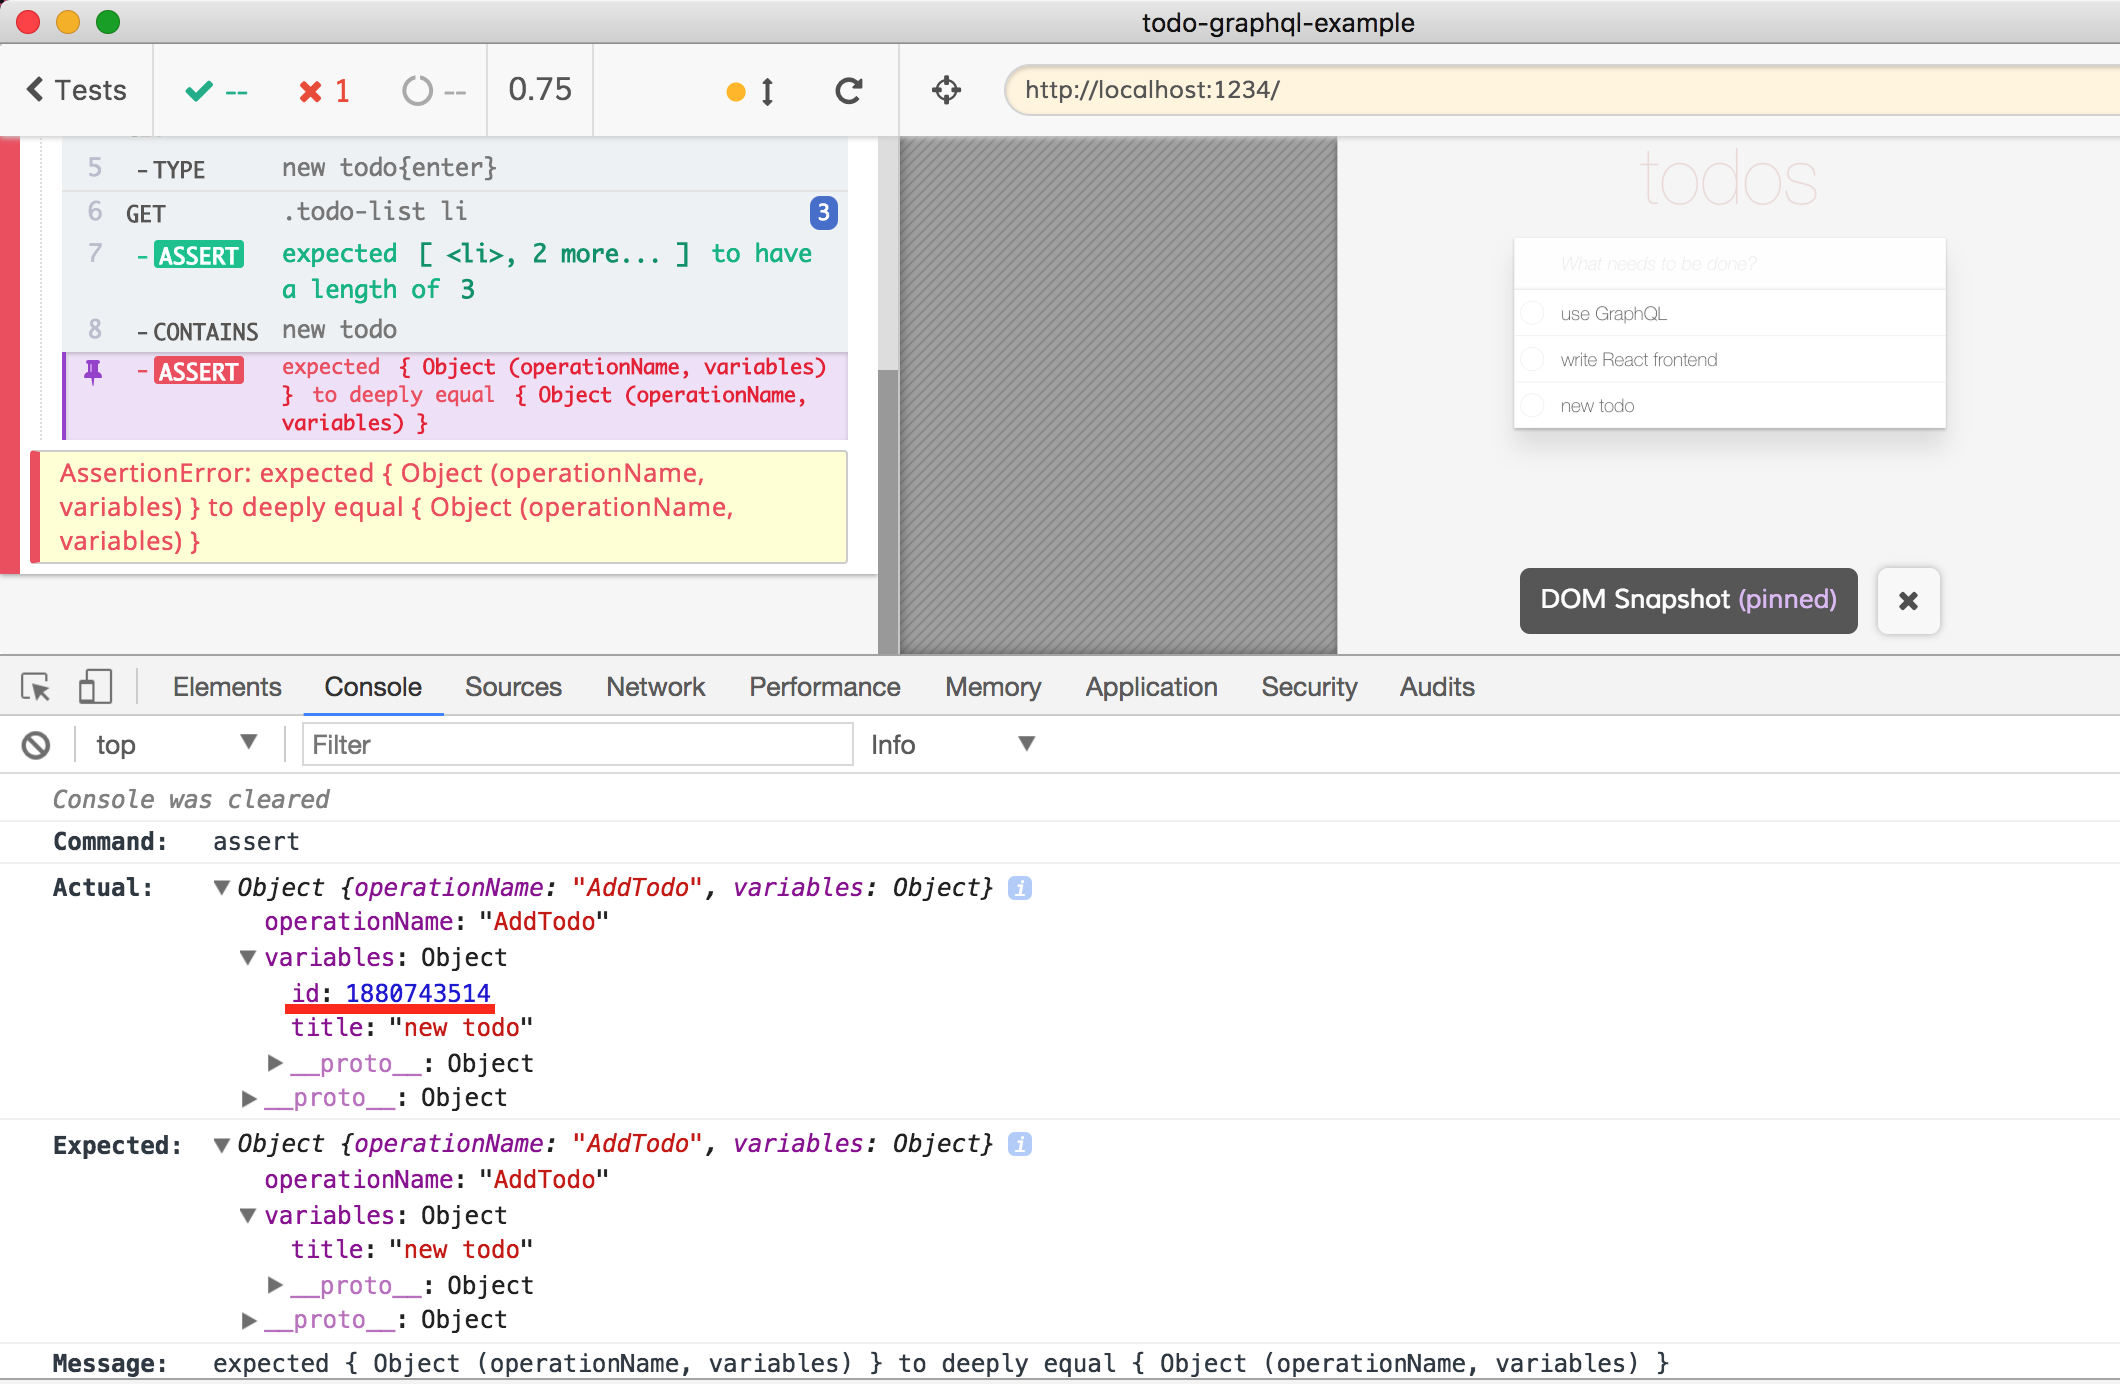 todo-graphql-example
Tests -- 1 -- 0.75 http://localhost:1234/
5 -TYPE new todo{enter}
6 GET .todo-list li 3
7 -ASSERT expected [ <li>, 2 more... ] to have
a length of 3
8 -CONTAINS new todo
-ASSERT expected { Object (operationName, variables)
} to deeply equal { Object (operationName,
variables) }
AssertionError: expected { Object (operationName,
variables) } to deeply equal { Object (operationName,
variables) }
todos
What needs to be done?
use GraphQL
write React frontend
new todo
DOM Snapshot (pinned)
Elements Console Sources Network Performance Memory Application Security Audits
top Filter Info
Console was cleared
Command: assert
Actual: Object {operationName: "AddTodo", variables: Object} i
operationName: "AddTodo"
variables: Object
id: 1880743514
title: "new todo"
__proto__: Object
__proto__: Object
Expected: Object {operationName: "AddTodo", variables: Object} i
operationName: "AddTodo"
variables: Object
title: "new todo"
__proto__: Object
__proto__: Object
Message: expected { Object (operationName, variables) } to deeply equal { Object (operationName, variables) }